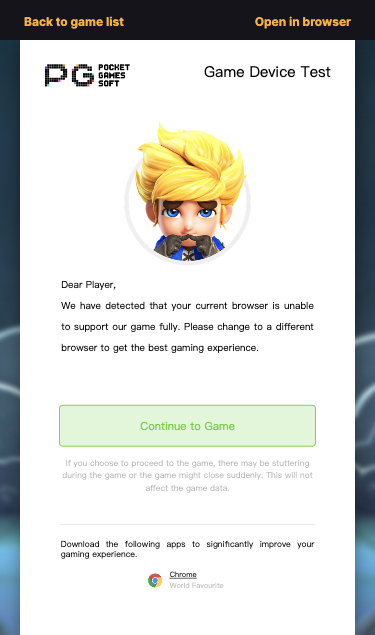 Back to game list
Open in browser
PG POCKET GAMES SOFT
Game Device Test
Dear Player,
We have detected that your current browser is unable
to support our game fully. Please change to a different
browser to get the best gaming experience.
Continue to Game
If you choose to proceed to the game, there may be stuttering
during the game or the game might close suddenly. This will not
affect the game data.
Download the following apps to significantly improve your
gaming experience.
Chrome
World Favourite